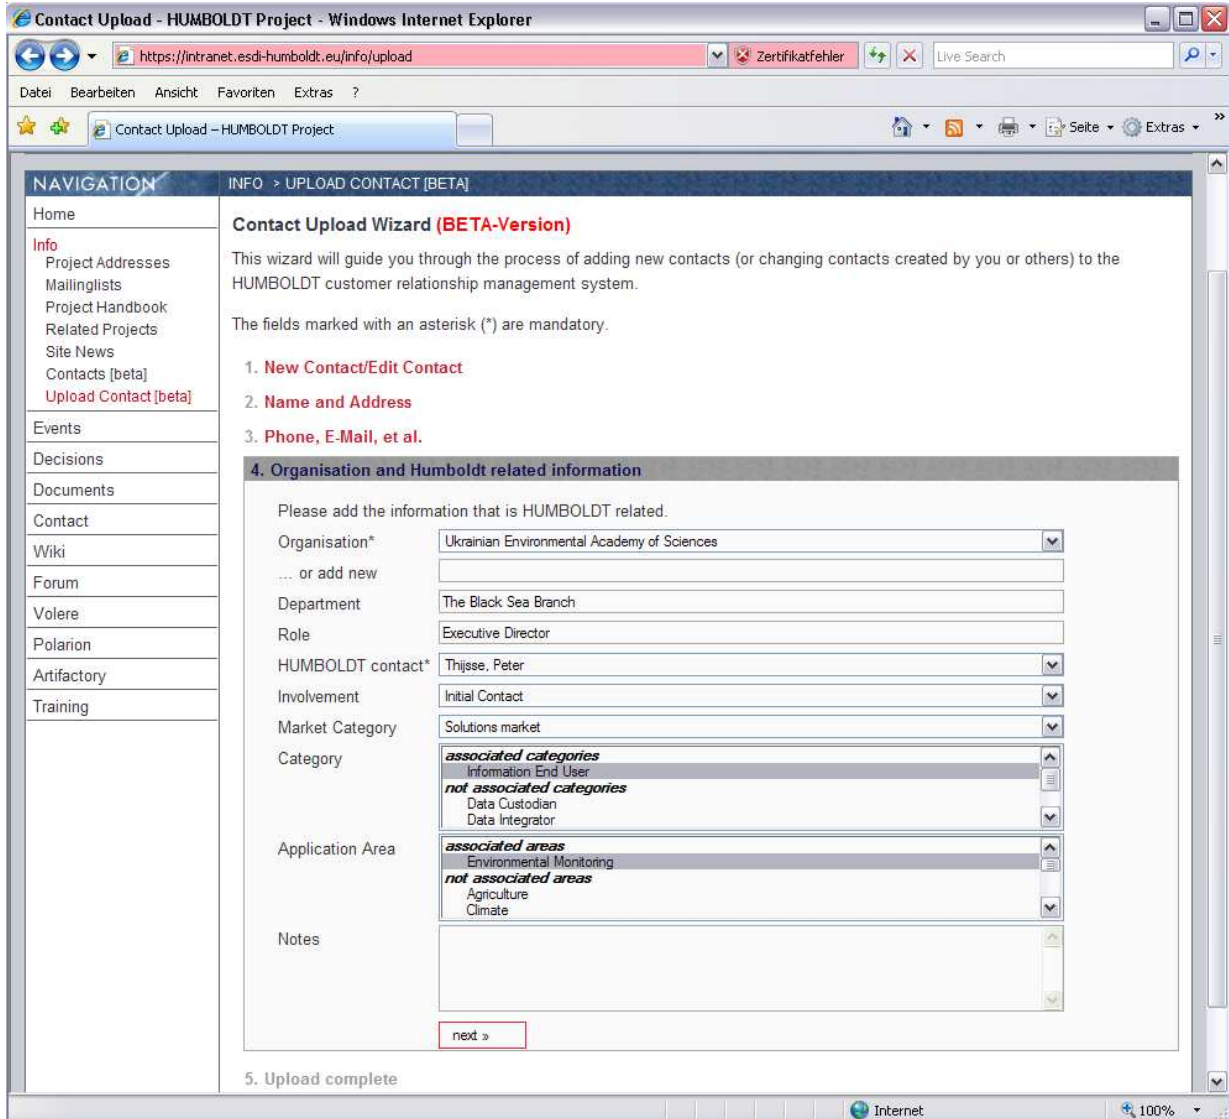 Contact Upload - HUMBOLDT Project - Windows Internet Explorer
https://intranet.esdi-humboldt.eu/info/upload Zertifikatfehler Live Search
Datei Bearbeiten Ansicht Favoriten Extras ?
Contact Upload – HUMBOLDT Project Seite Extras »
NAVIGATION
Home
Info
Project Addresses
Mailinglists
Project Handbook
Related Projects
Site News
Contacts [beta]
Upload Contact [beta]
Events
Decisions
Documents
Contact
Wiki
Forum
Volere
Polarion
Artifactory
Training
INFO > UPLOAD CONTACT [BETA]
Contact Upload Wizard (BETA-Version)
This wizard will guide you through the process of adding new contacts (or changing contacts created by you or others) to the
HUMBOLDT customer relationship management system.
The fields marked with an asterisk (*) are mandatory.
1. New Contact/Edit Contact
2. Name and Address
3. Phone, E-Mail, et al.
4. Organisation and Humboldt related information
Please add the information that is HUMBOLDT related.
Organisation* Ukrainian Environmental Academy of Sciences
... or add new
Department The Black Sea Branch
Role Executive Director
HUMBOLDT contact* Thijsse, Peter
Involvement Initial Contact
Market Category Solutions market
Category associated categories
Information End User
not associated categories
Data Custodian
Data Integrator
Application Area associated areas
Environmental Monitoring
not associated areas
Agriculture
Climate
Notes
next »
5. Upload complete
Internet 100%